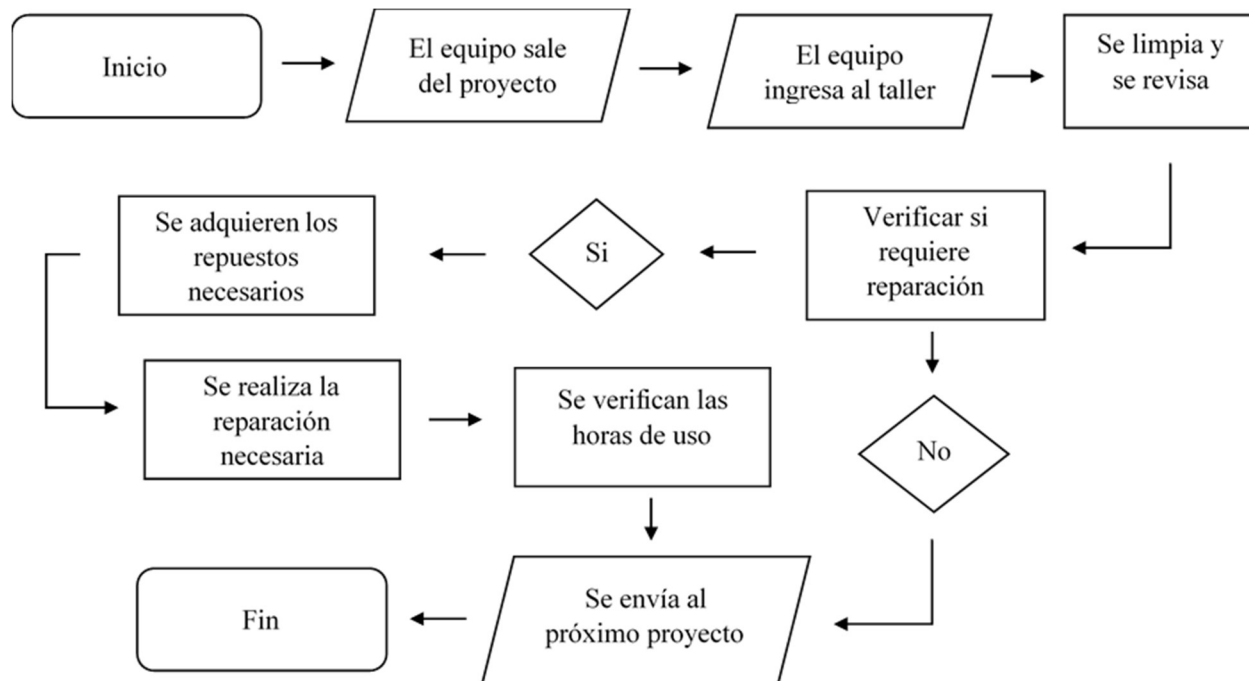 Inicio
El equipo sale
del proyecto
El equipo
ingresa al taller
Se limpia y
se revisa
Verificar si
requiere
reparación
Si
Se adquieren los
repuestos
necesarios
Se realiza la
reparación
necesaria
Se verifican las
horas de uso
No
Se envía al
próximo proyecto
Fin